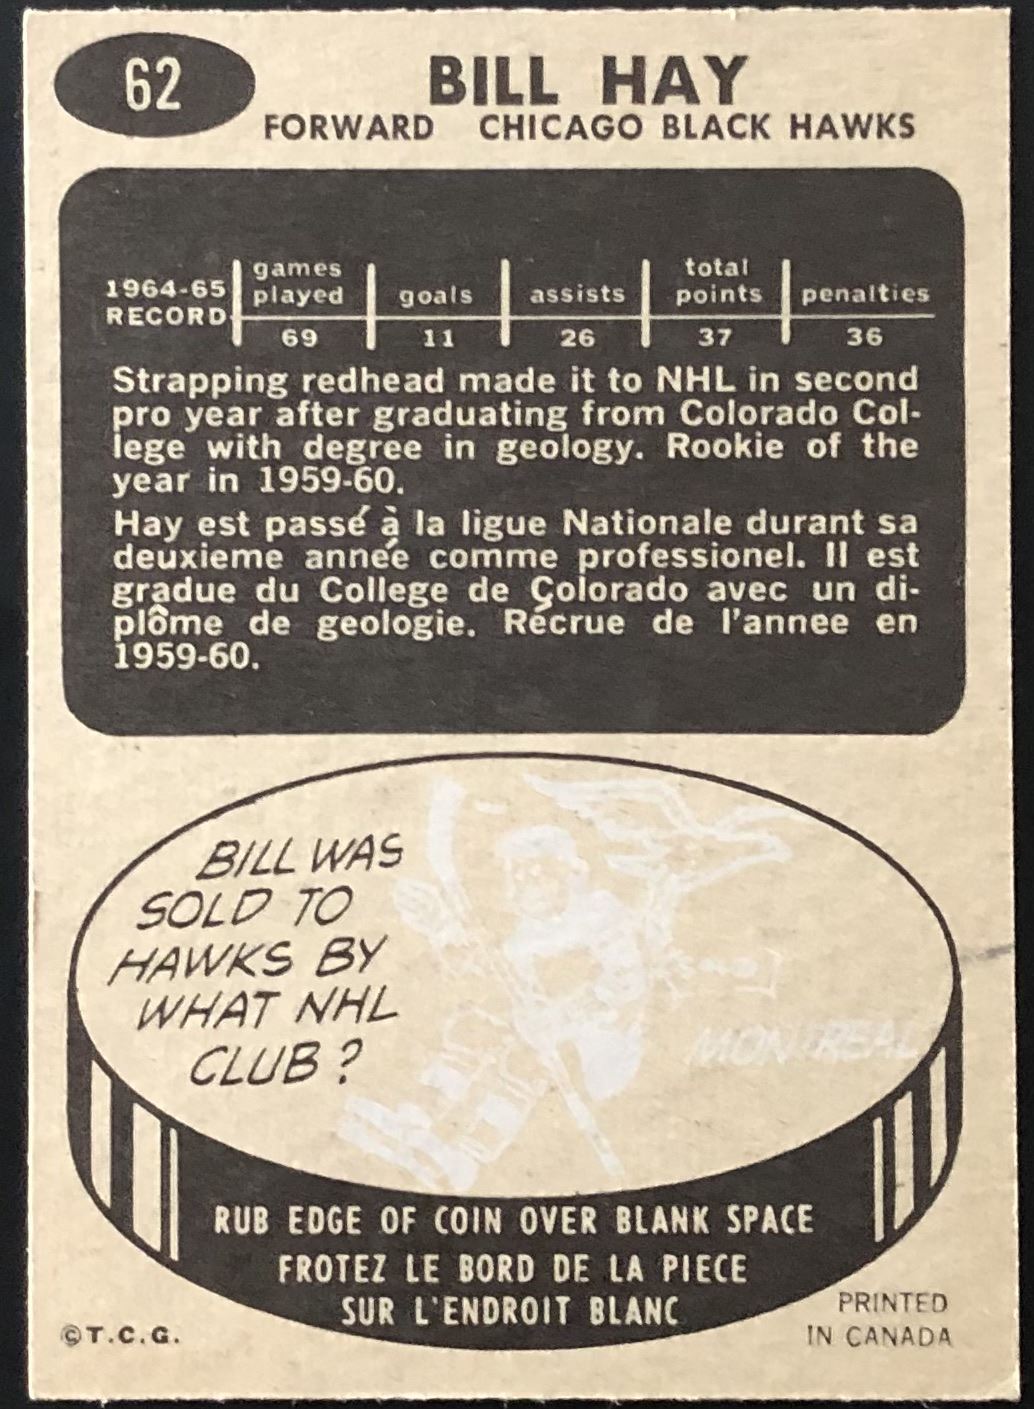 62
BILL HAY
FORWARD CHICAGO BLACK HAWKS
1964-65 RECORD games played goals assists total points penalties
69 11 26 37 36
Strapping redhead made it to NHL in second
pro year after graduating from Colorado Col-
lege with degree in geology. Rookie of the
year in 1959-60.
Hay est passé à la ligue Nationale durant sa
deuxieme année comme professionel. Il est
gradue du College de Colorado avec un di-
plôme de geologie. Récrue de l'annee en
1959-60.
BILL WAS
SOLD TO
HAWKS BY
WHAT NHL
CLUB?
MONTREAL
RUB EDGE OF COIN OVER BLANK SPACE
FROTEZ LE BORD DE LA PIECE
SUR L'ENDROIT BLANC
©T.C.G.
PRINTED
IN CANADA